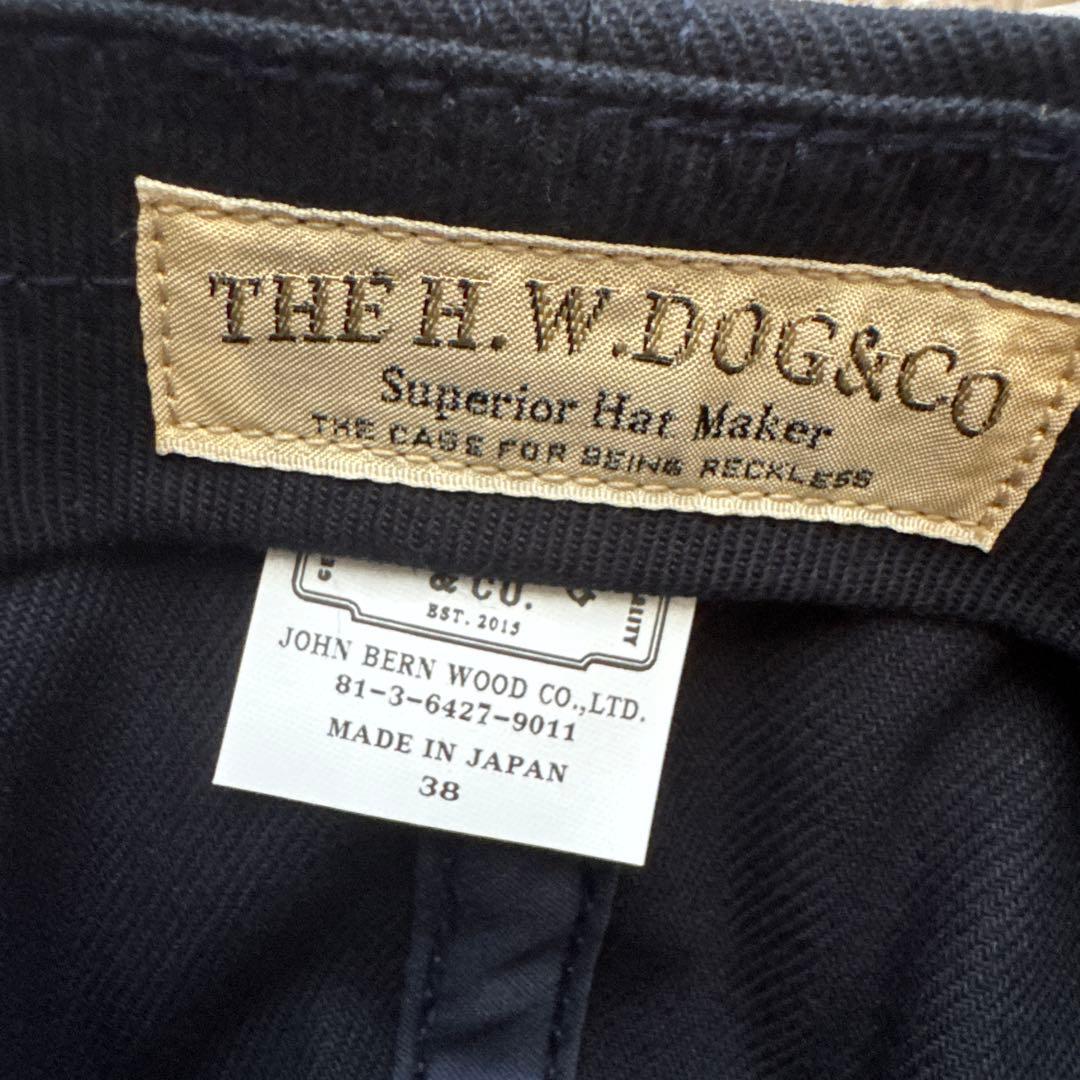 THE H.W.DOG&CO
Superior Hat Maker
THE CASE FOR BEING RECKLESS
& CO.
EST. 2015
JOHN BERN WOOD CO.,LTD.
81-3-6427-9011
MADE IN JAPAN
38